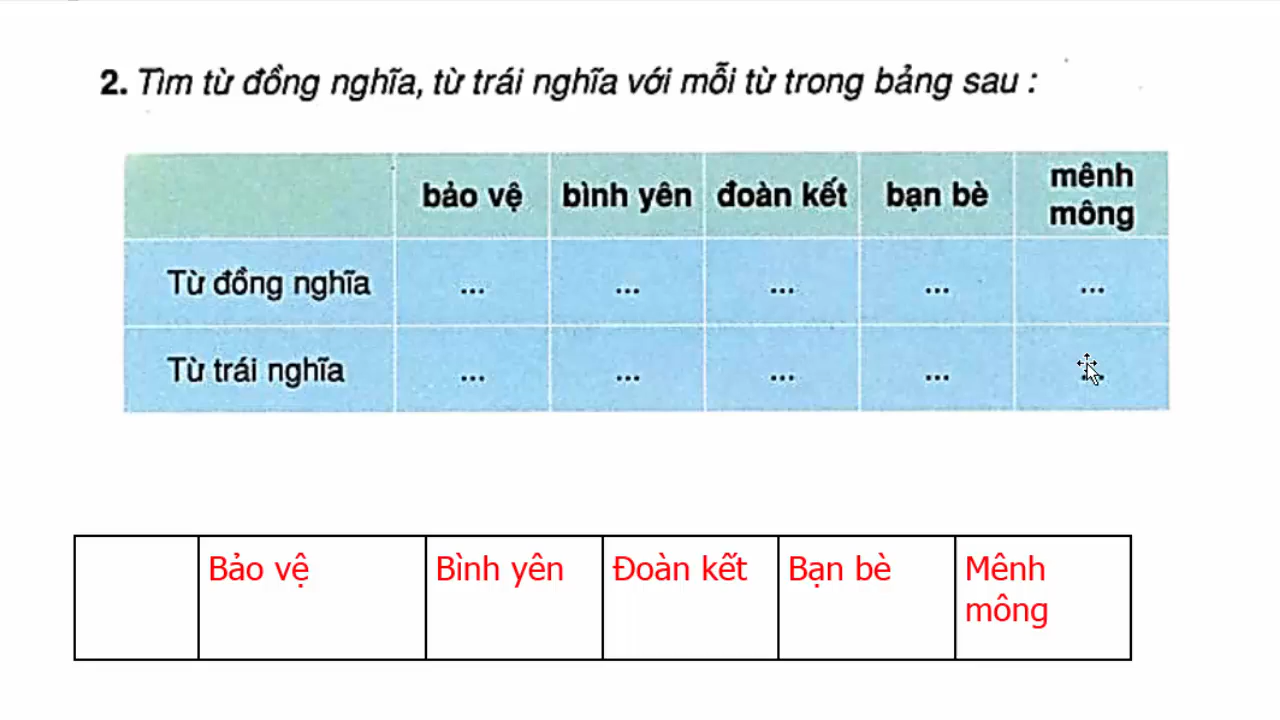 2. Tìm từ đồng nghĩa, từ trái nghĩa với mỗi từ trong bảng sau :
bảo vệ bình yên đoàn kết bạn bè mênh mông
Từ đồng nghĩa ... ... ... ... ...
Từ trái nghĩa ... ... ... ... ...
Bảo vệ Bình yên Đoàn kết Bạn bè Mênh mông